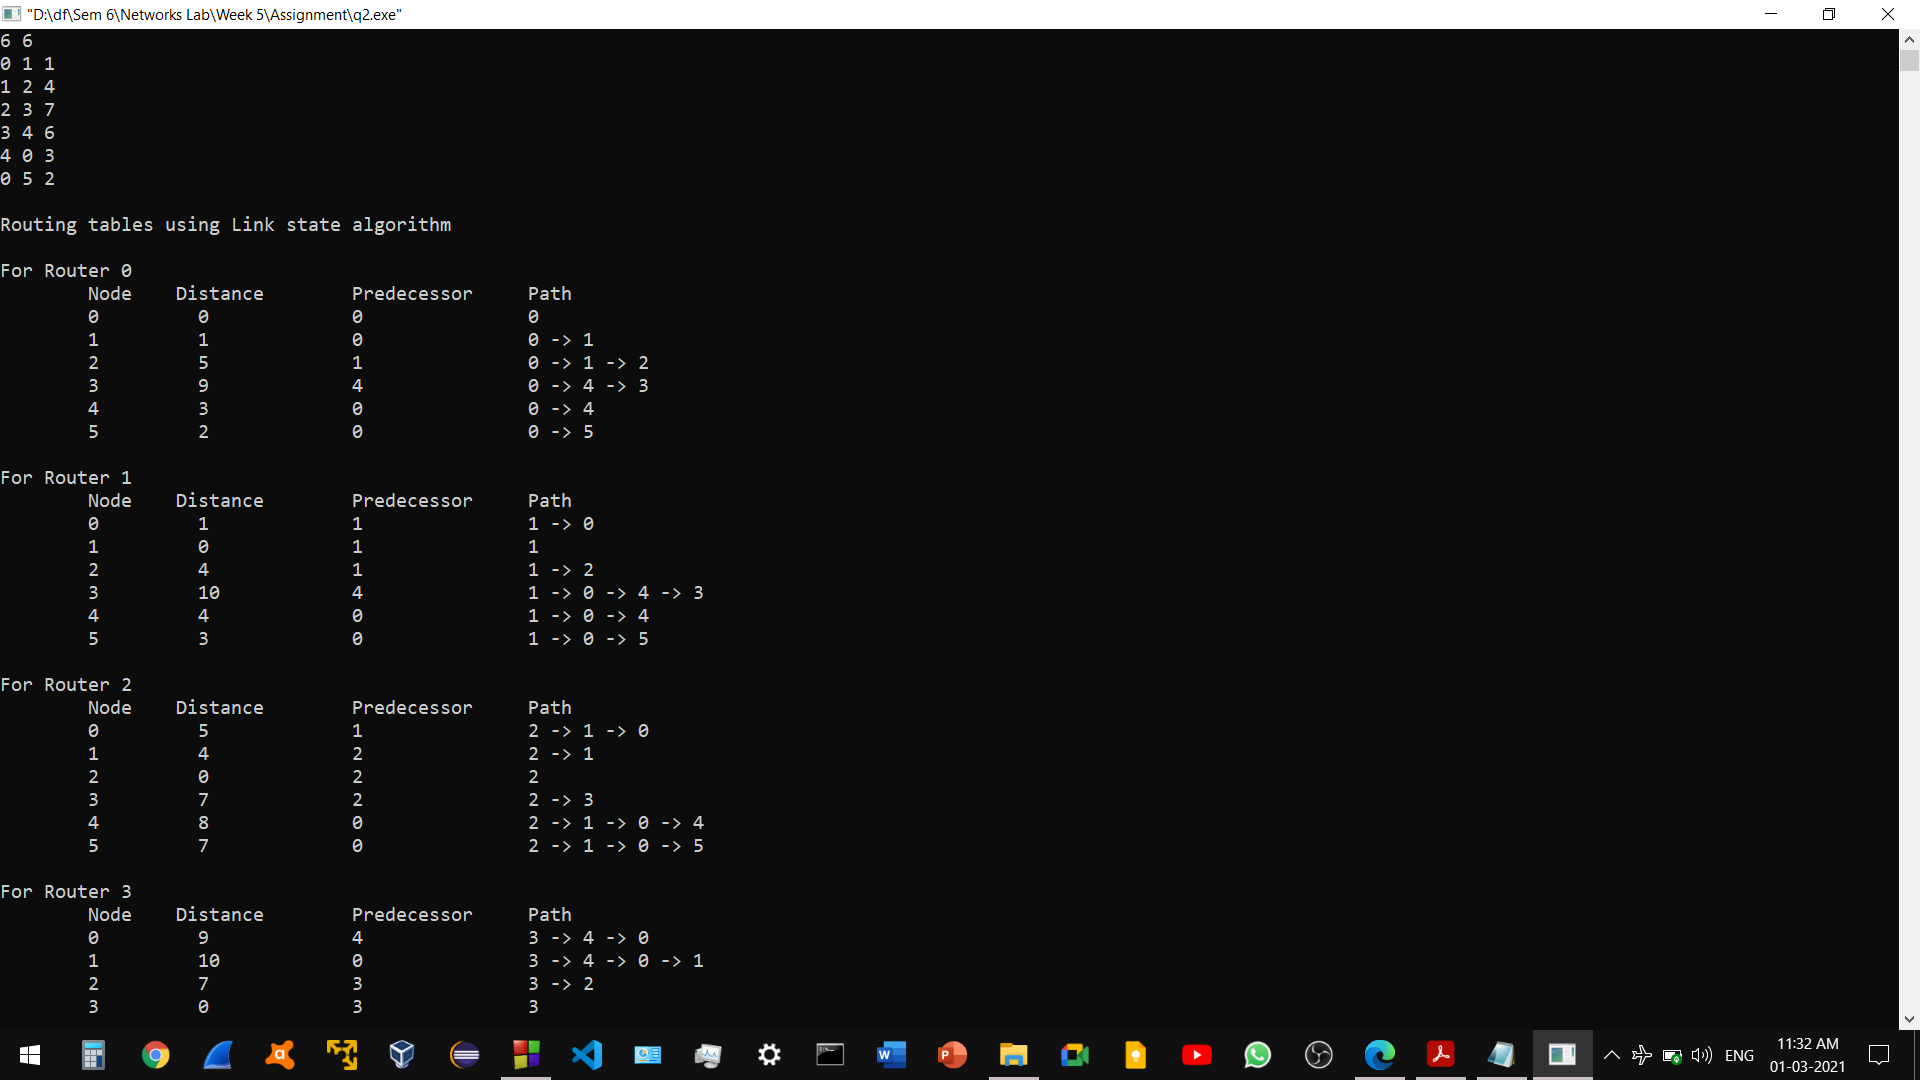 "D:\df\Sem 6\Networks Lab\Week 5\Assignment\q2.exe"
6 6
0 1 1
1 2 4
2 3 7
3 4 6
4 0 3
0 5 2
Routing tables using Link state algorithm
For Router 0
Node Distance Predecessor Path
0 0 0 0
1 1 0 0 -> 1
2 5 1 0 -> 1 -> 2
3 9 4 0 -> 4 -> 3
4 3 0 0 -> 4
5 2 0 0 -> 5
For Router 1
Node Distance Predecessor Path
0 1 1 1 -> 0
1 0 1 1
2 4 1 1 -> 2
3 10 4 1 -> 0 -> 4 -> 3
4 4 0 1 -> 0 -> 4
5 3 0 1 -> 0 -> 5
For Router 2
Node Distance Predecessor Path
0 5 1 2 -> 1 -> 0
1 4 2 2 -> 1
2 0 2 2
3 7 2 2 -> 3
4 8 0 2 -> 1 -> 0 -> 4
5 7 0 2 -> 1 -> 0 -> 5
For Router 3
Node Distance Predecessor Path
0 9 4 3 -> 4 -> 0
1 10 0 3 -> 4 -> 0 -> 1
2 7 3 3 -> 2
3 0 3 3
ENG
11:32 AM
01-03-2021